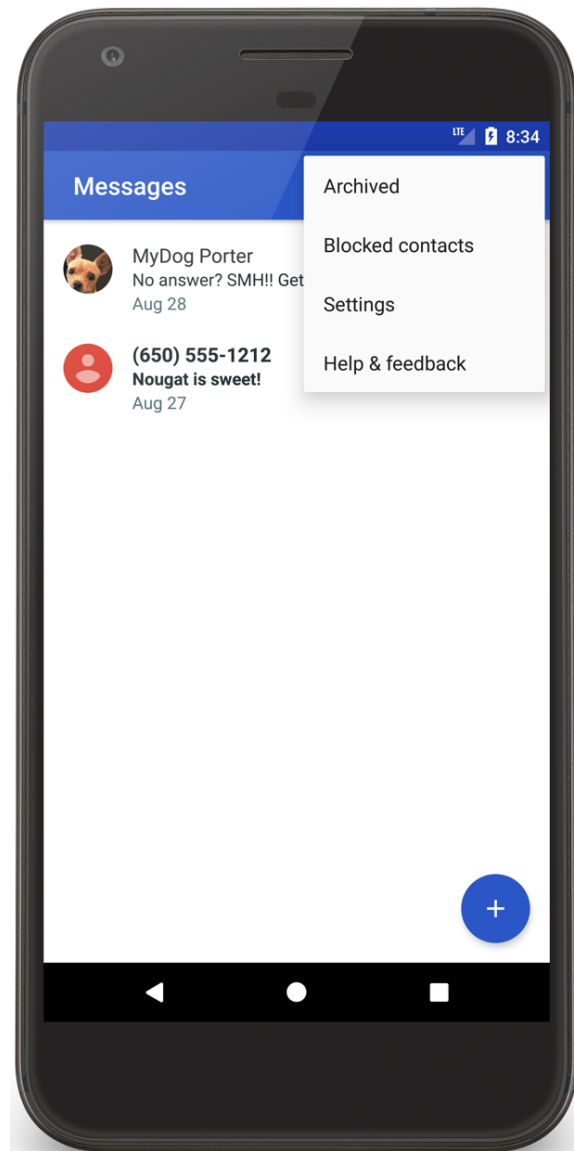 LTE 8:34
Messages
Archived
Blocked contacts
Settings
Help & feedback
MyDog Porter
No answer? SMH!! Get
Aug 28
(650) 555-1212
Nougat is sweet!
Aug 27